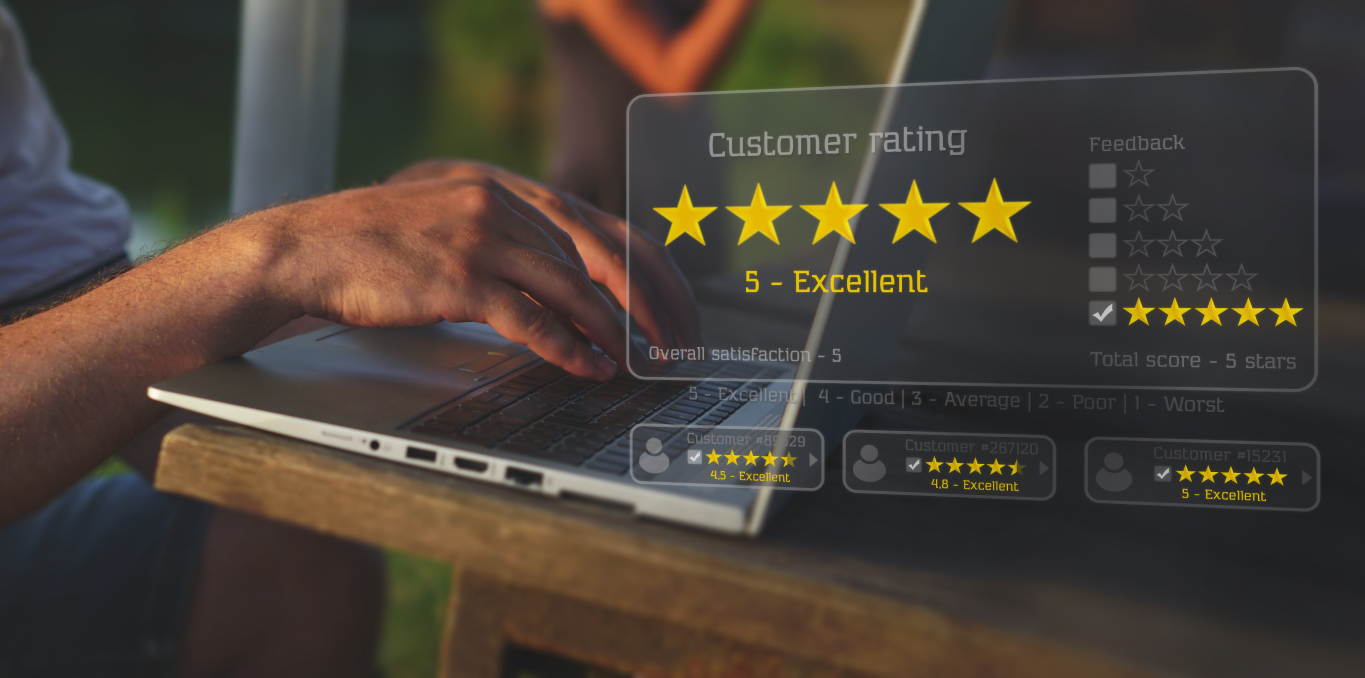 Customer rating
5 - Excellent
Overall satisfaction - 5
Feedback
Total score - 5 stars
5 - Excellent | 4 - Good | 3 - Average | 2 - Poor | 1 - Worst
Customer
4.5 - Excellent
Customer #267120
4.8 - Excellent
Customer #15231
5 - Excellent